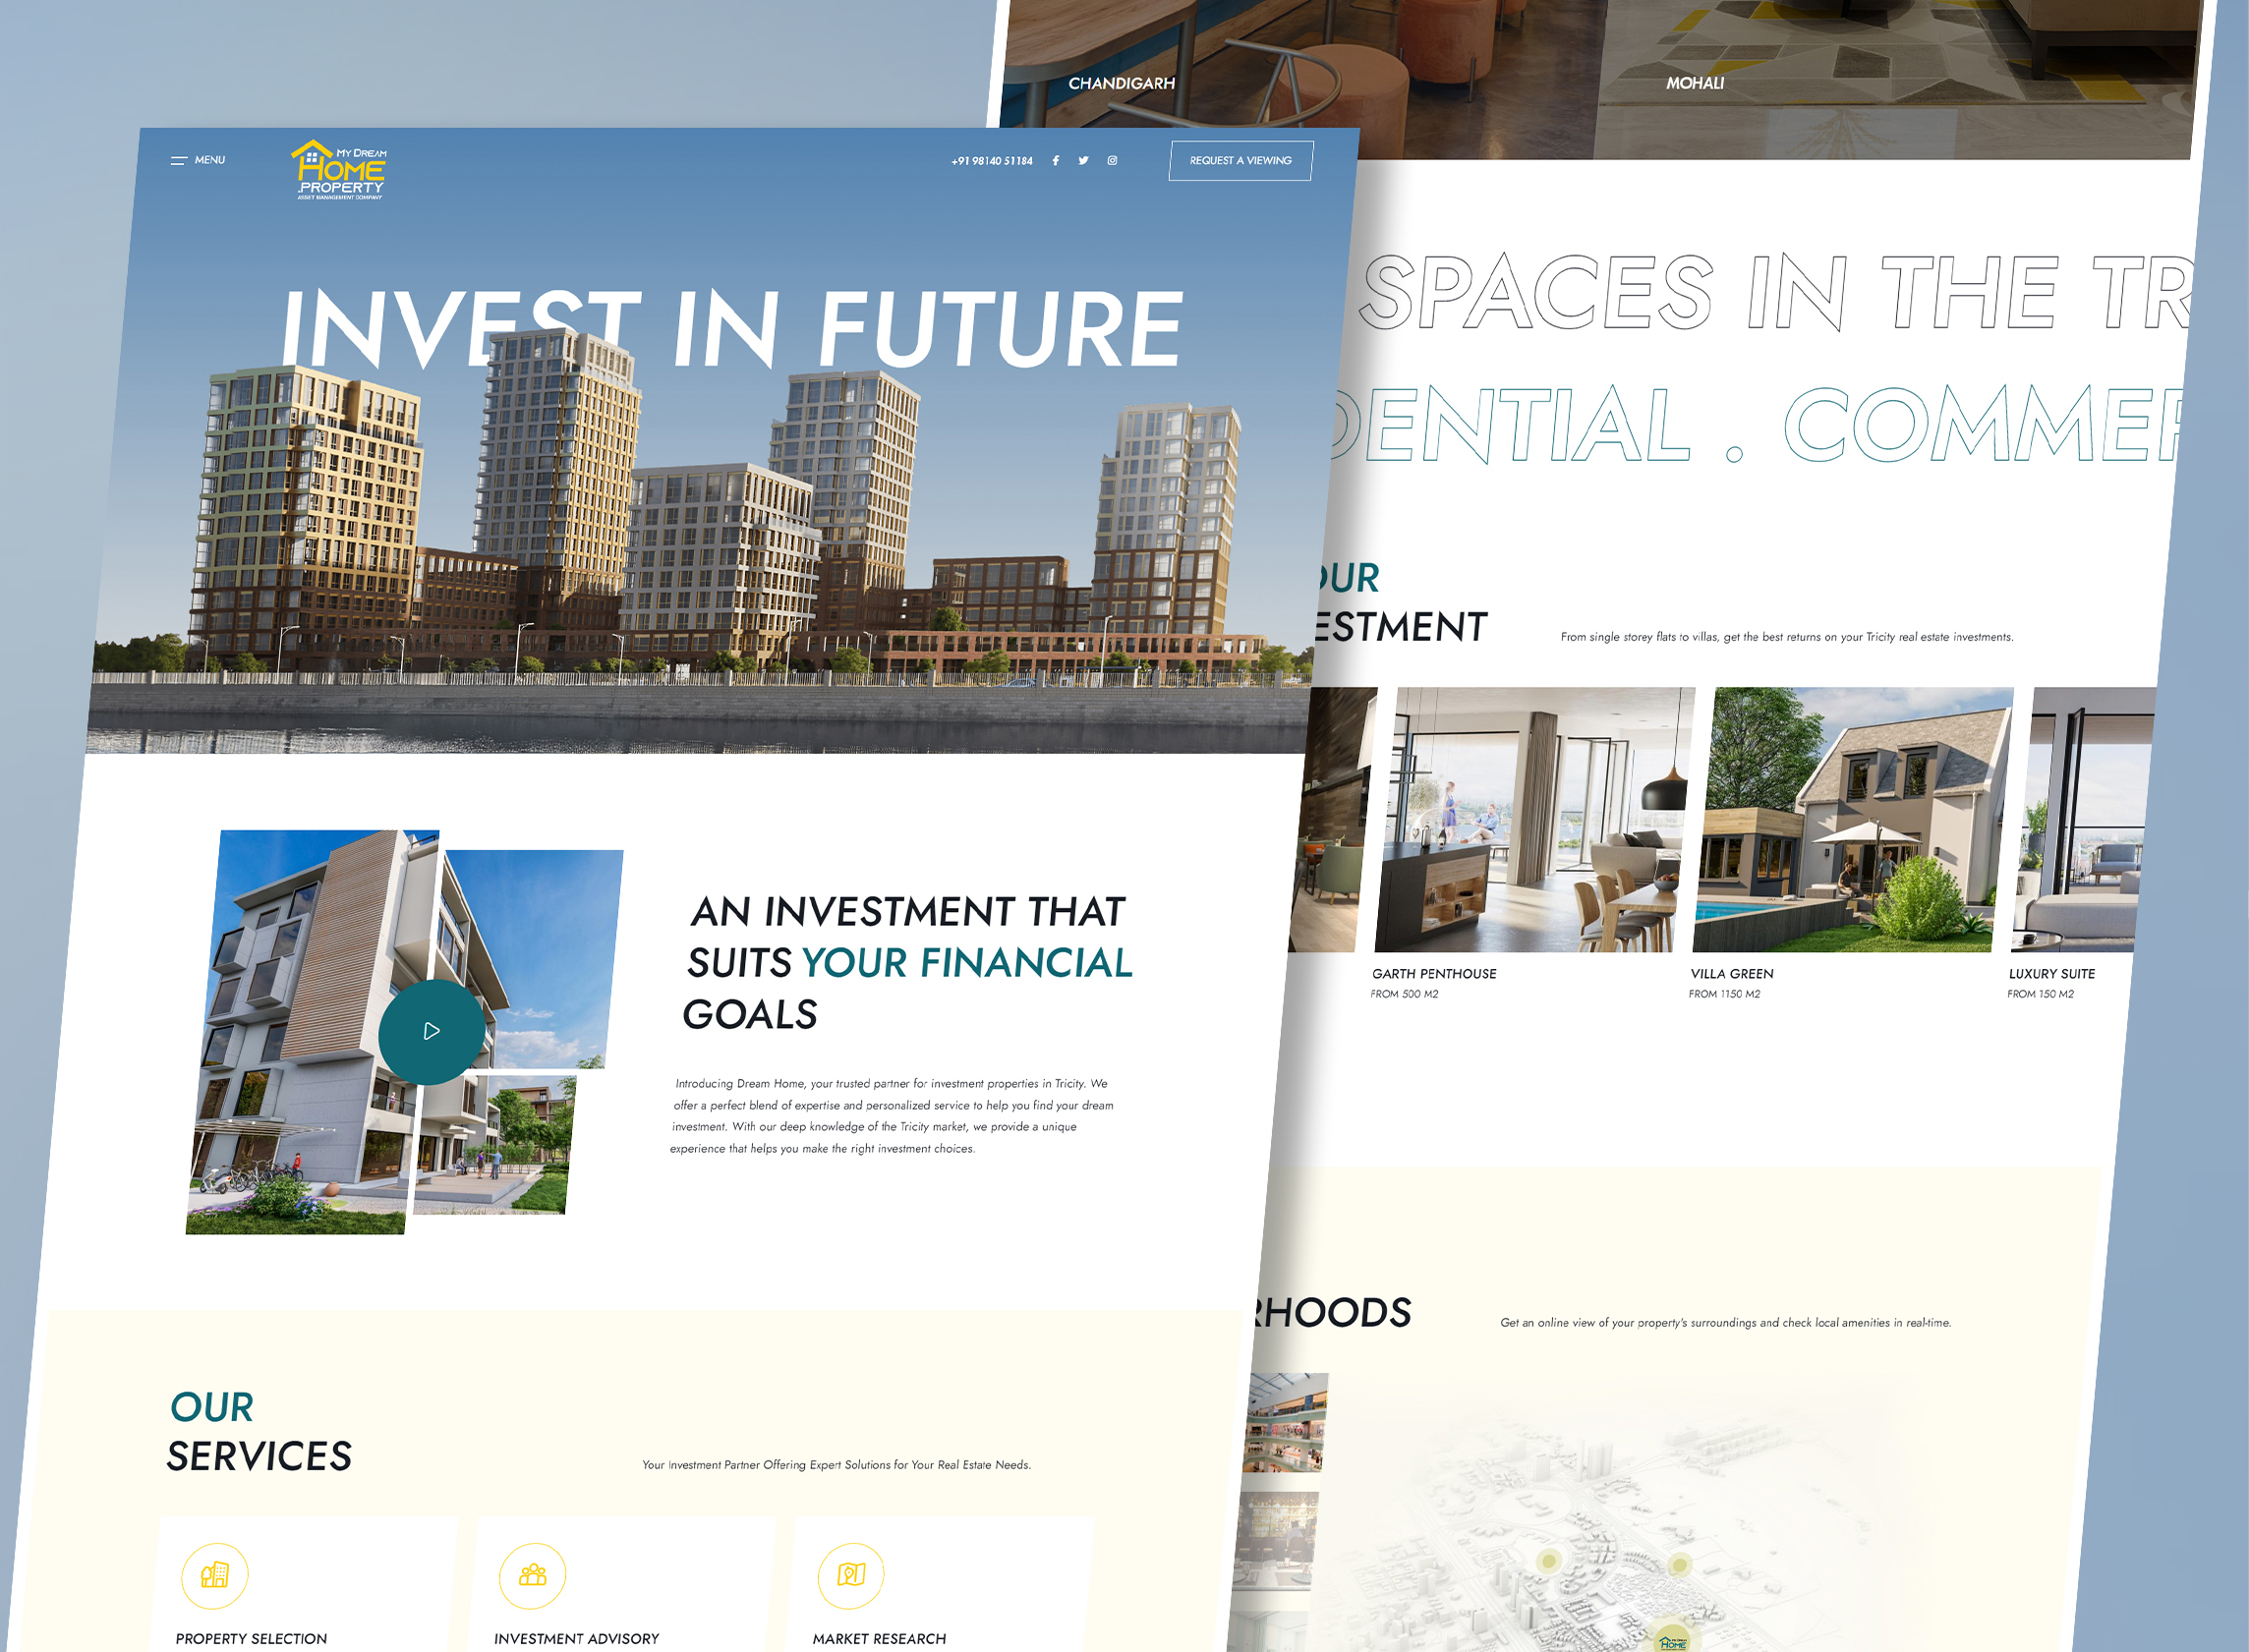 MENU
MY DREAM
HOME
.PROPERTY
ASSET MANAGEMENT COMPANY
+91 98140 51184
REQUEST A VIEWING
INVEST IN FUTURE
AN INVESTMENT THAT
SUITS YOUR FINANCIAL
GOALS
Introducing Dream Home, your trusted partner for investment properties in Tricity. We
offer a perfect blend of expertise and personalized service to help you find your dream
investment. With our deep knowledge of the Tricity market, we provide a unique
experience that helps you make the right investment choices.
OUR
SERVICES
Your Investment Partner Offering Expert Solutions for Your Real Estate Needs.
PROPERTY SELECTION
INVESTMENT ADVISORY
MARKET RESEARCH
CHANDIGARH
MOHALI
SPACES IN THE TR
DENTIAL . COMMER
OUR
ESTMENT
From single storey flats to villas, get the best returns on your Tricity real estate investments.
GARTH PENTHOUSE
FROM 500 M2
VILLA GREEN
FROM 1150 M2
LUXURY SUITE
FROM 150 M2
RHOODS
Get an online view of your property's surroundings and check local amenities in real-time.
MY DREAM
HOME